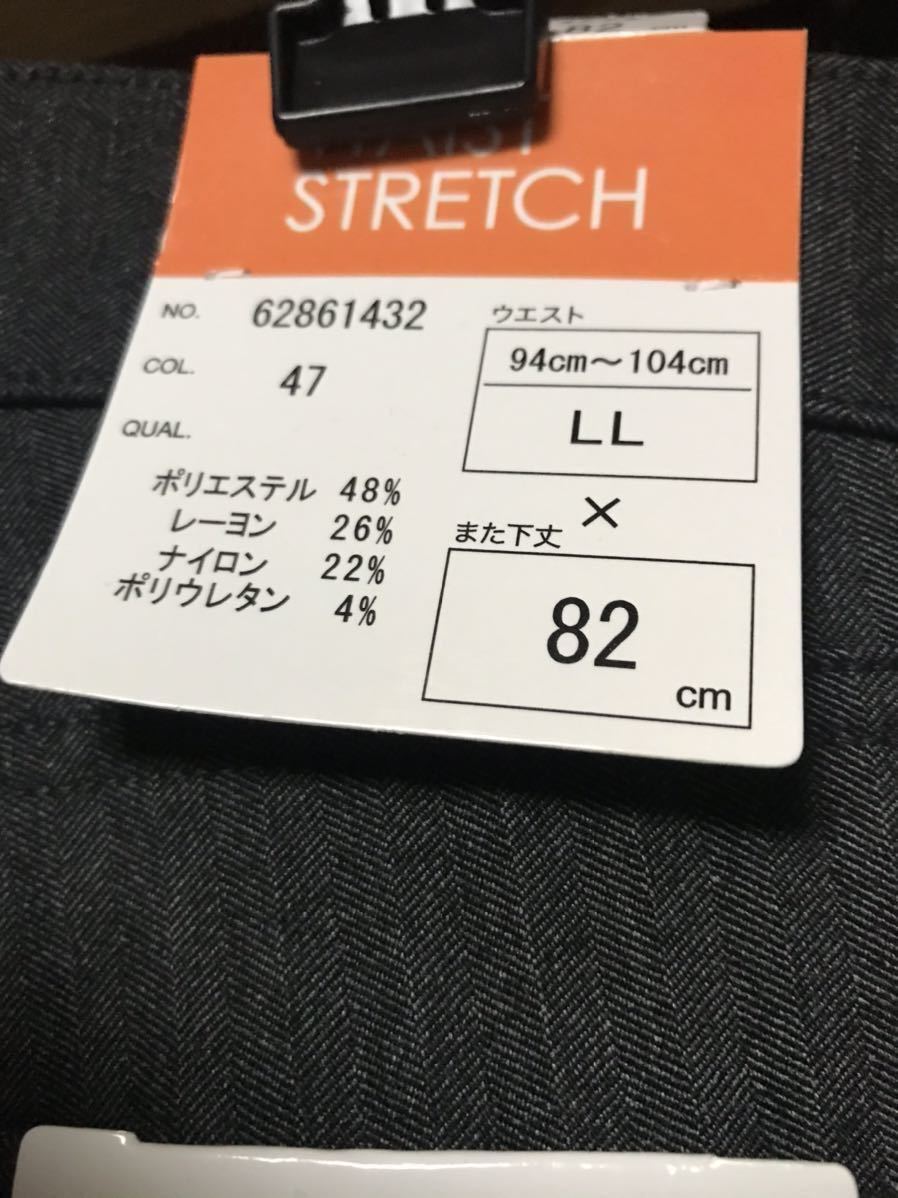 STRETCH
NO. 62861432
COL. 47
QUAL.
ポリエステル 48%
レーヨン 26%
ナイロン 22%
ポリウレタン 4%
ウエスト
94cm〜104cm
LL
×
また下丈
82
cm